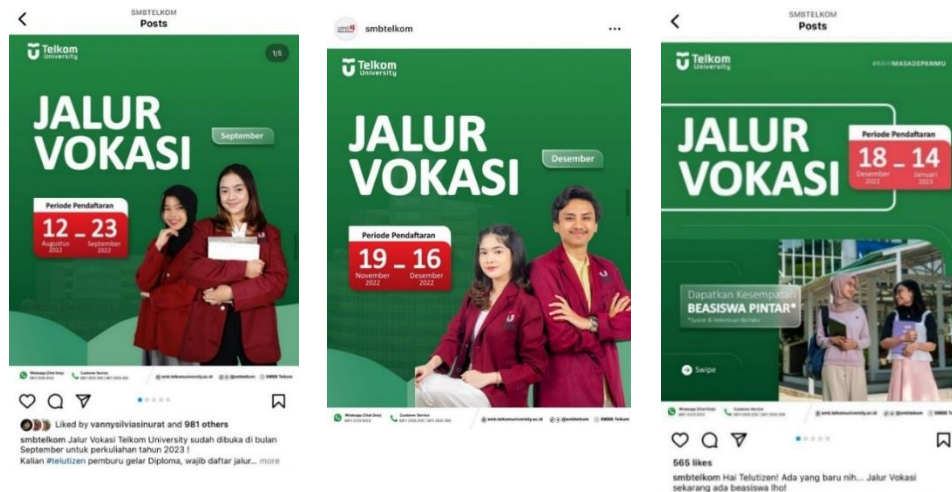 SMBTELKOM
Posts
Telkom
University
1/5
JALUR
VOKASI
September
Periode Pendaftaran
12 – 23
Agustus
2022
September
2022
Liked by vannysilviasinurat and 981 others
smbtelkom Jalur Vokasi Telkom University sudah dibuka di bulan
September untuk perkuliahan tahun 2023 !
Kalian #telutizen pemburu gelar Diploma, wajib daftar jalur... more
smbtelkom
Telkom
University
JALUR
VOKASI
Desember
Periode Pendaftaran
19 – 16
November
2022
Desember
2022
SMBTELKOM
Posts
Telkom
University
#RAIHMASADEPANMU
JALUR
VOKASI
Periode Pendaftaran
18 – 14
Desember
2022
Januari
2023
Dapatkan Kesempatan
BEASISWA PINTAR*
Swipe
565 likes
smbtelkom Hai Telutizen! Ada yang baru nih... Jalur Vokasi
sekarang ada beasiswa lho!